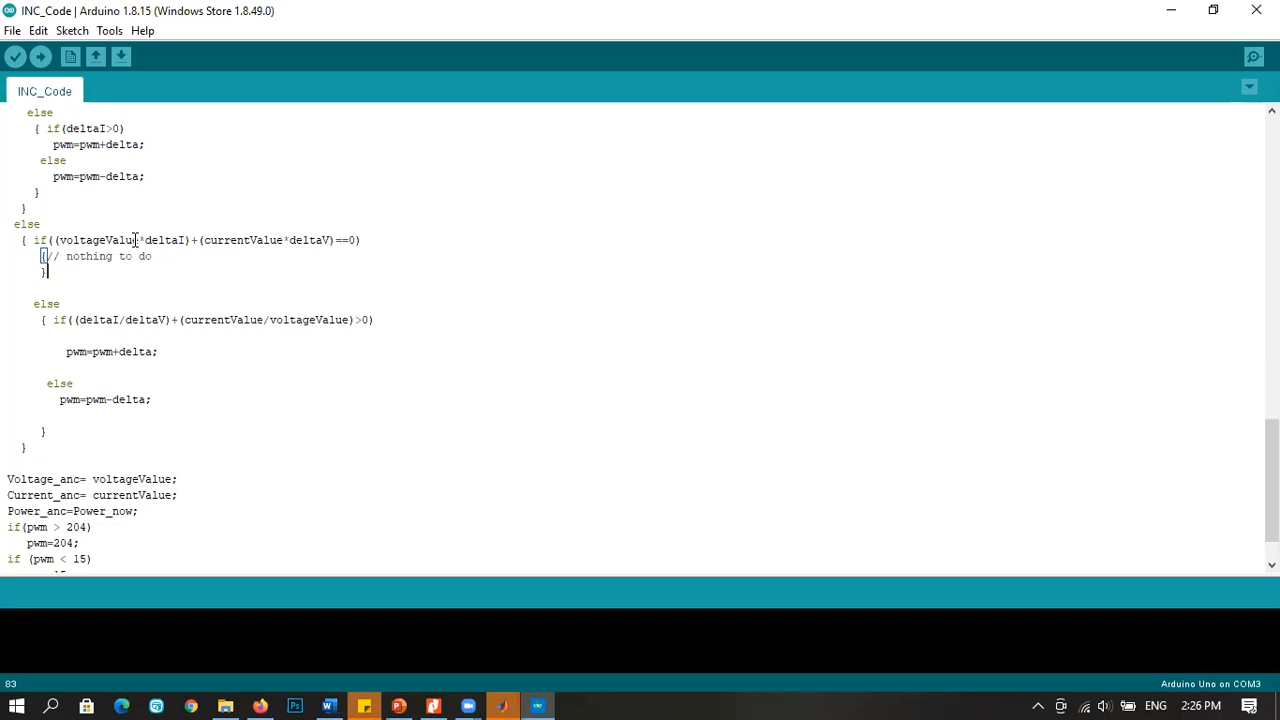 INC_Code | Arduino 1.8.15 (Windows Store 1.8.49.0)
File Edit Sketch Tools Help
INC_Code
else
{ if(deltaI>0)
pwm=pwm+delta;
else
pwm=pwm-delta;
}
}
else
{ if((voltageValue*deltaI)+(currentValue*deltaV)==0)
{// nothing to do
}
else
{ if((deltaI/deltaV)+(currentValue/voltageValue)>0)
pwm=pwm+delta;
else
pwm=pwm-delta;
}
}
Voltage_anc= voltageValue;
Current_anc= currentValue;
Power_anc=Power_now;
if(pwm > 204)
pwm=204;
if (pwm < 15)
83
Arduino Uno on COM3
ENG 2:26 PM